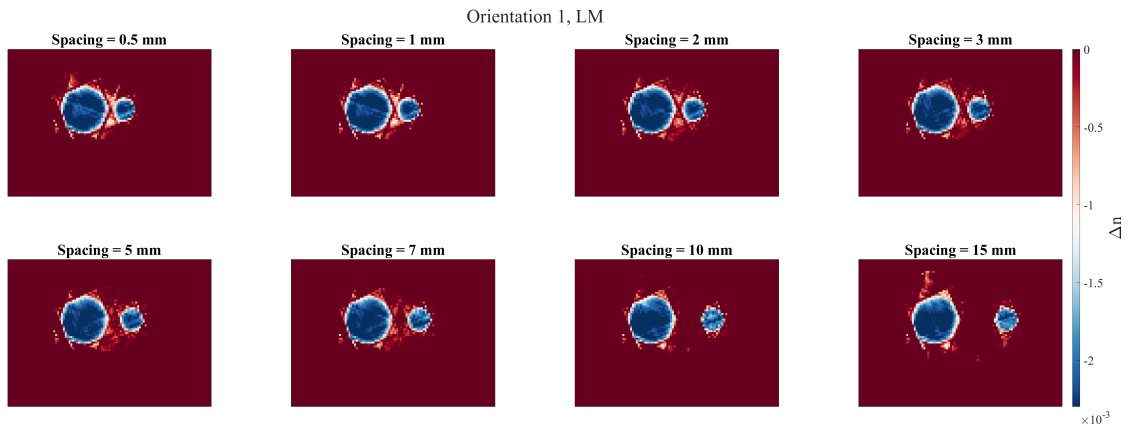 Orientation 1, LM
Spacing = 0.5 mm
Spacing = 1 mm
Spacing = 2 mm
Spacing = 3 mm
Spacing = 5 mm
Spacing = 7 mm
Spacing = 10 mm
Spacing = 15 mm
0
-0.5
-1
-1.5
-2
Δn
×10⁻³